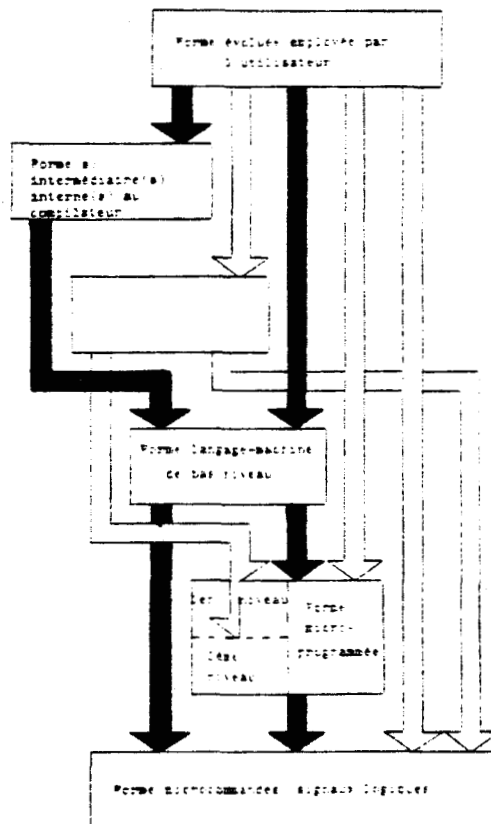 Forme évoluée employée par
l utilisateur
Forme s
intermédiaire(s)
interne(s) au
compilateur
Forme langage-machine
de bas niveau
1er niveau
Forme
micro-
programmée
2ème
niveau
Forme microcommandes signaux logiques